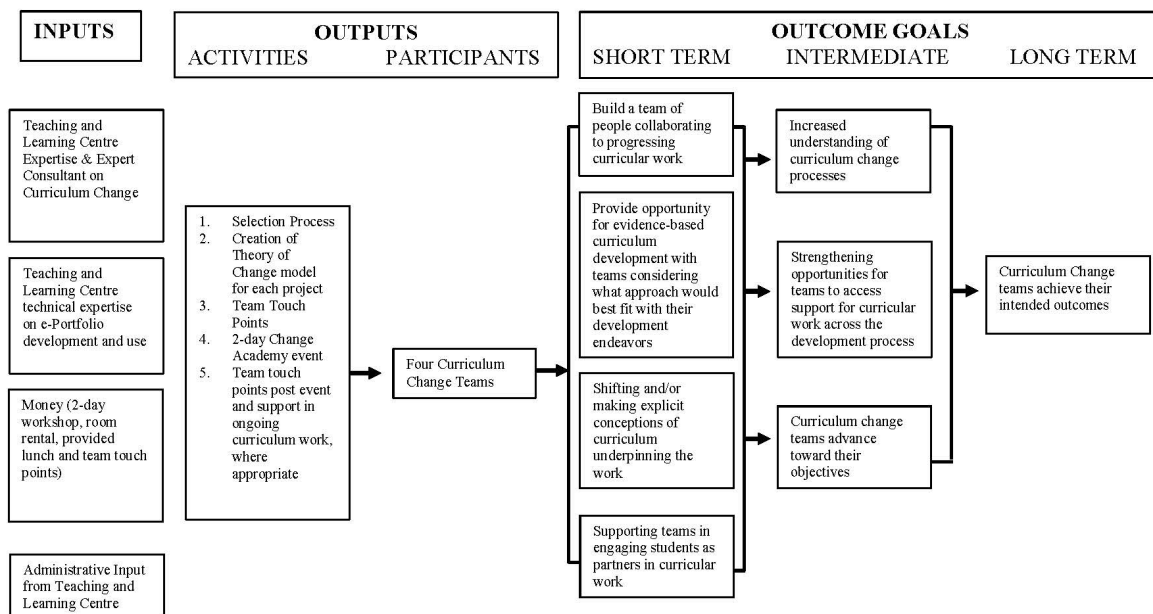 INPUTS
OUTPUTS
ACTIVITIES PARTICIPANTS
OUTCOME GOALS
SHORT TERM INTERMEDIATE LONG TERM
Teaching and
Learning Centre
Expertise & Expert
Consultant on
Curriculum Change
Teaching and
Learning Centre
technical expertise
on e-Portfolio
development and use
Money (2-day
workshop, room
rental, provided
lunch and team touch
points)
Administrative Input
from Teaching and
Learning Centre
1. Selection Process
2. Creation of
Theory of
Change model
for each project
3. Team Touch
Points
4. 2-day Change
Academy event
5. Team touch
points post event
and support in
ongoing
curriculum work,
where
appropriate
Four Curriculum
Change Teams
Build a team of
people collaborating
to progressing
curricular work
Provide opportunity
for evidence-based
curriculum
development with
teams considering
what approach would
best fit with their
development
endeavors
Shifting and/or
making explicit
conceptions of
curriculum
underpinning the
work
Supporting teams in
engaging students as
partners in curricular
work
Increased
understanding of
curriculum change
processes
Strengthening
opportunities for
teams to access
support for curricular
work across the
development process
Curriculum change
teams advance
toward their
objectives
Curriculum Change
teams achieve their
intended outcomes